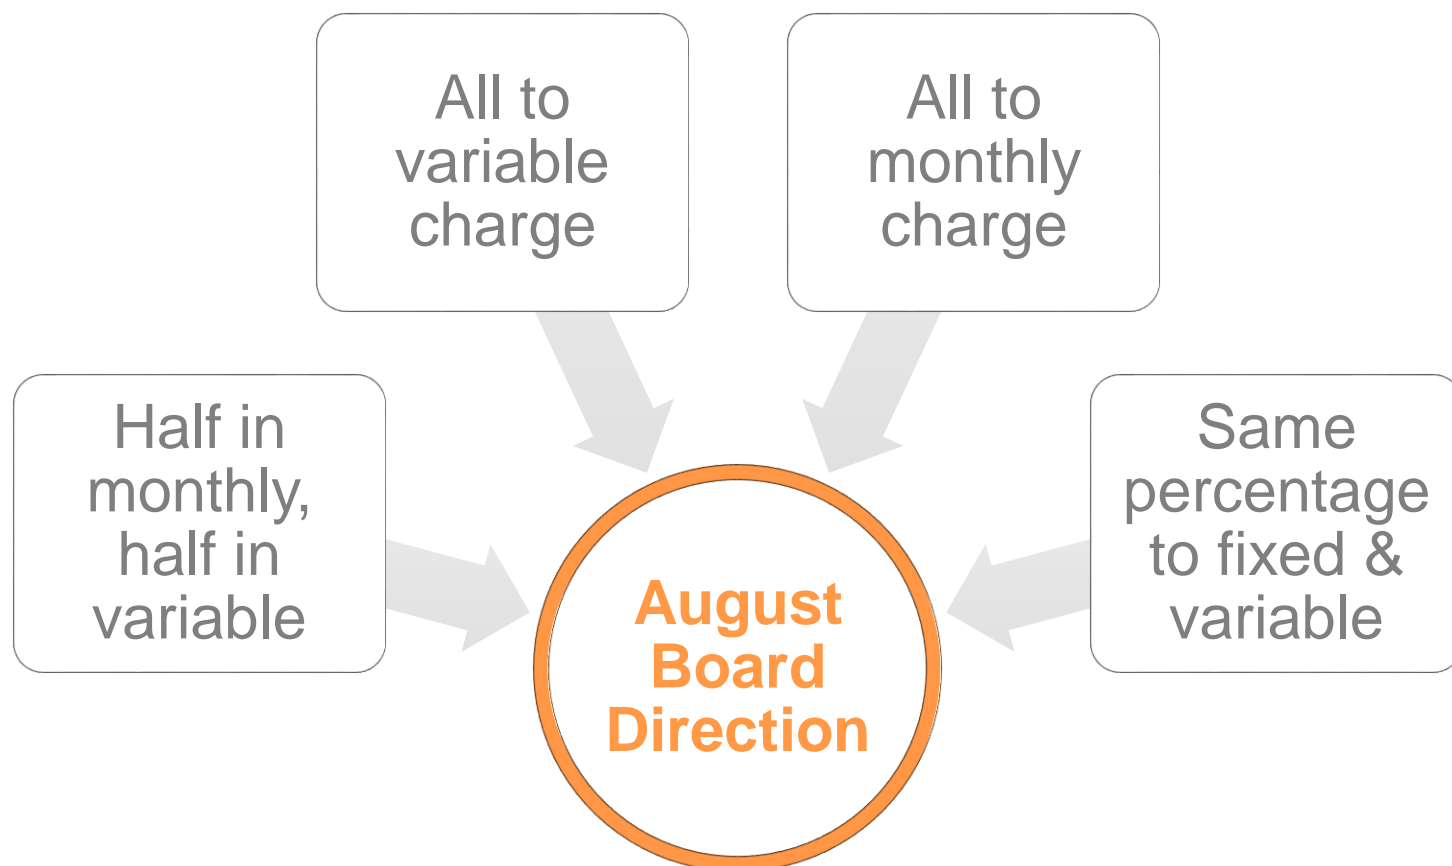 All to
variable
charge
All to
monthly
charge
Half in
monthly,
half in
variable
Same
percentage
to fixed &
variable
August
Board
Direction